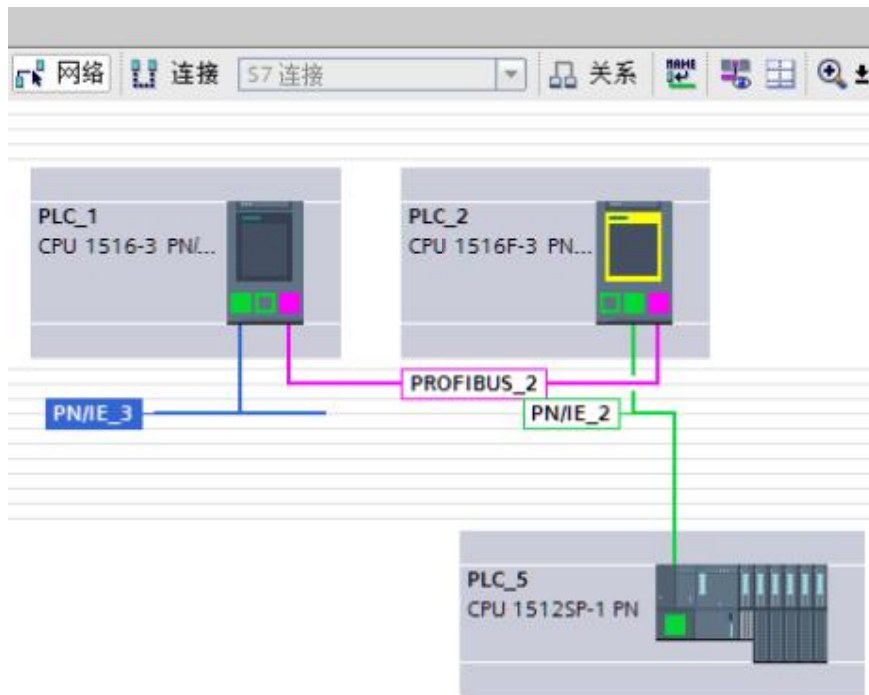 网络 连接 S7 连接 关系
NAME
PLC_1
CPU 1516-3 PN/...
PLC_2
CPU 1516F-3 PN...
PROFIBUS_2
PN/IE_3
PN/IE_2
PLC_5
CPU 1512SP-1 PN